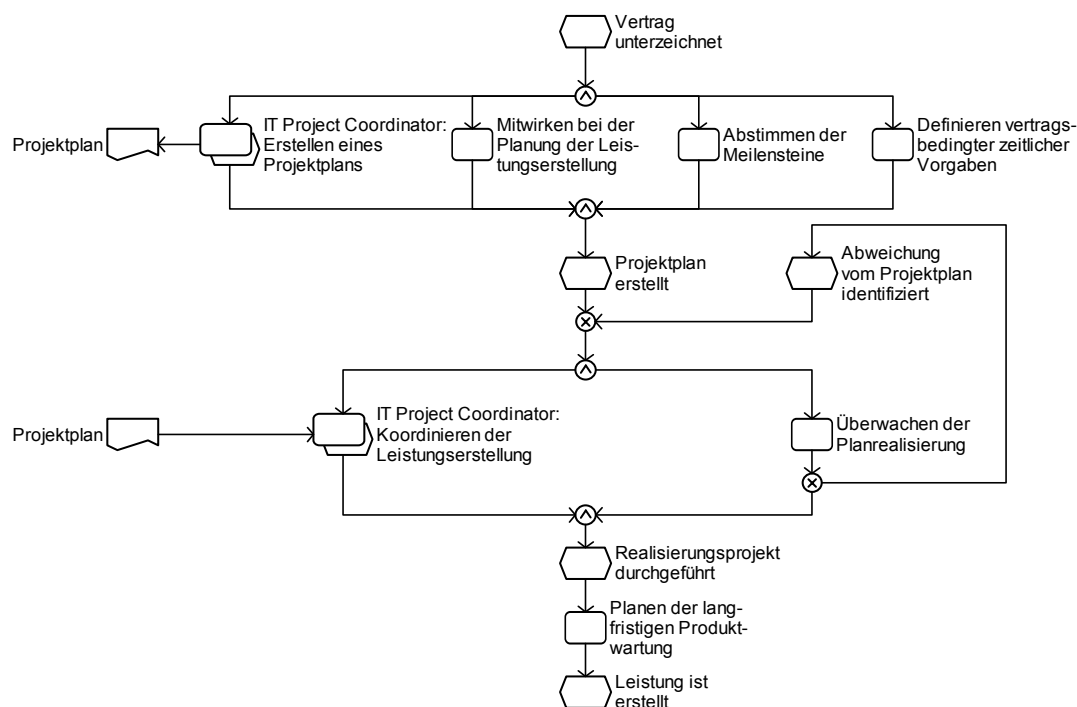 Vertrag
unterzeichnet
Projektplan
IT Project Coordinator:
Erstellen eines
Projektplans
Mitwirken bei der
Planung der Leis-
tungserstellung
Abstimmen der
Meilensteine
Definieren vertrags-
bedingter zeitlicher
Vorgaben
Projektplan
erstellt
Abweichung
vom Projektplan
identifiziert
Projektplan
IT Project Coordinator:
Koordinieren der
Leistungserstellung
Überwachen der
Planrealisierung
Realisierungsprojekt
durchgeführt
Planen der lang-
fristigen Produkt-
wartung
Leistung ist
erstellt